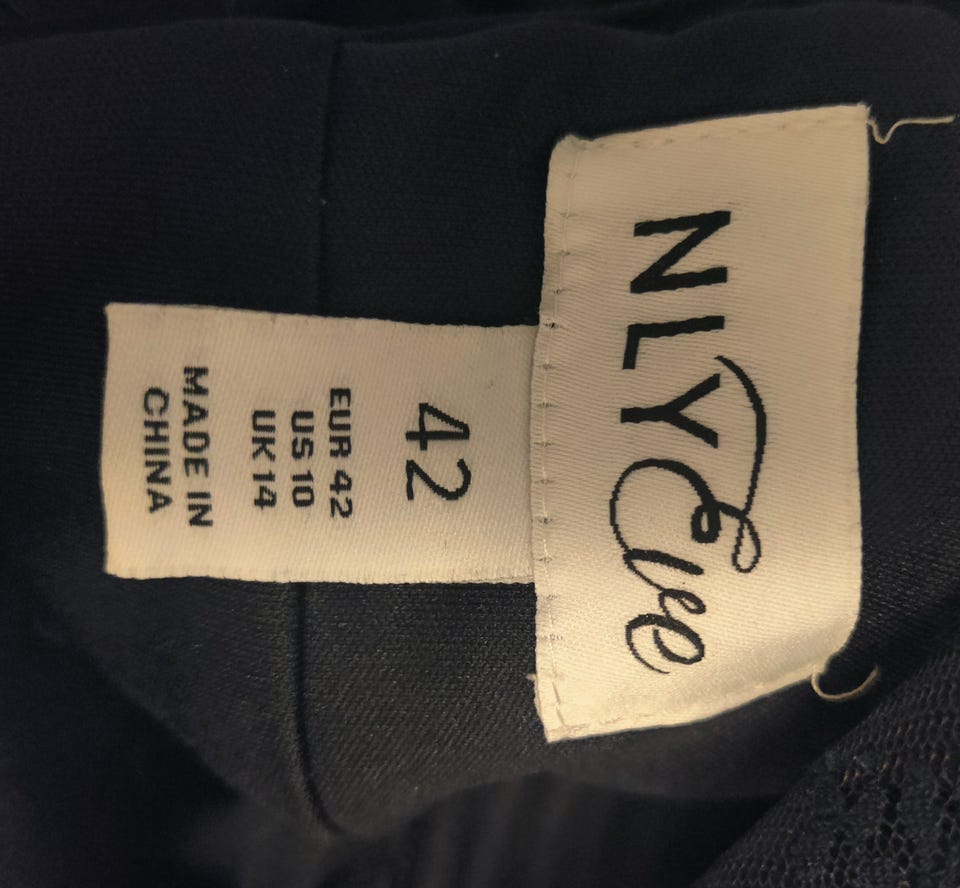 NLY Eve
42
EUR 42
US 10
UK 14
MADE IN
CHINA